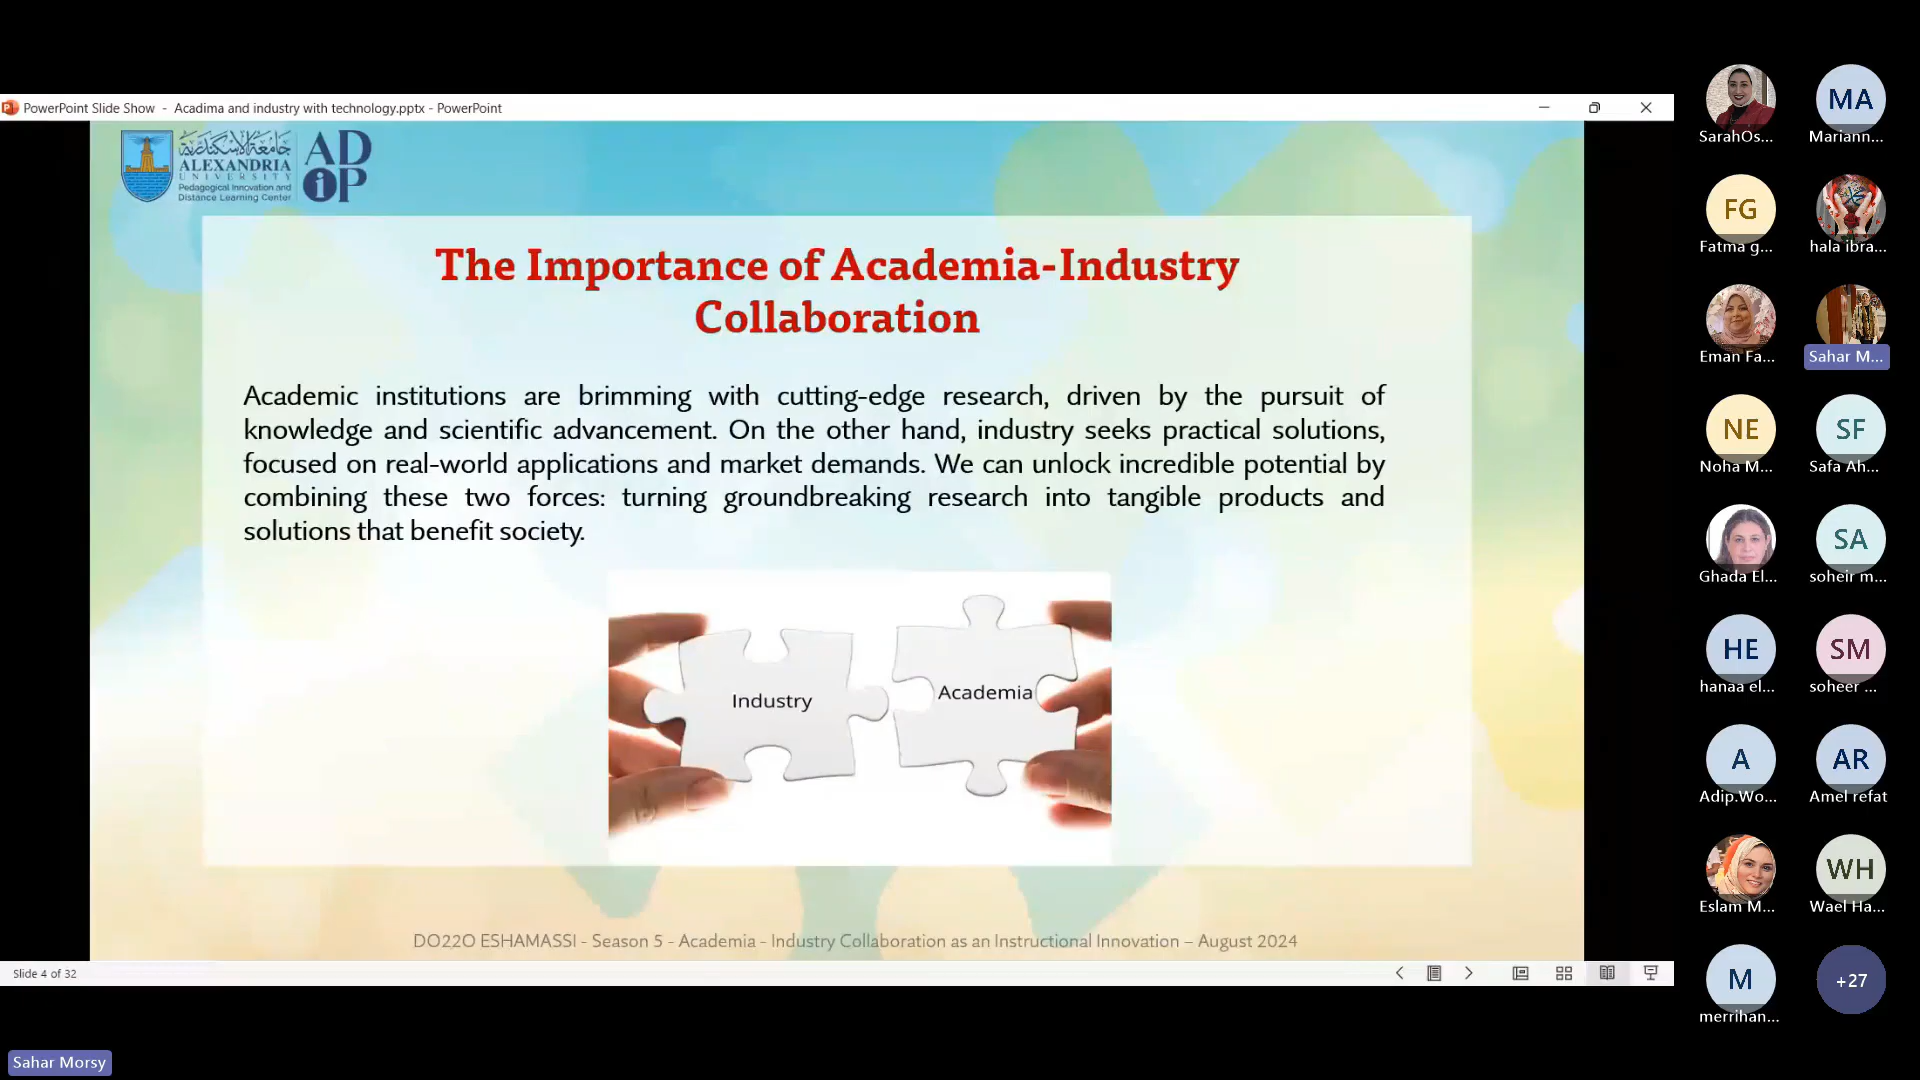 PowerPoint Slide Show - Acadima and industry with technology.pptx - PowerPoint
جامعة الإسكندرية
ALEXANDRIA
UNIVERSITY
Pedagogical Innovation and
Distance Learning Center
AD
iP
The Importance of Academia-Industry
Collaboration
Academic institutions are brimming with cutting-edge research, driven by the pursuit of
knowledge and scientific advancement. On the other hand, industry seeks practical solutions,
focused on real-world applications and market demands. We can unlock incredible potential by
combining these two forces: turning groundbreaking research into tangible products and
solutions that benefit society.
Industry
Academia
DO22O ESHAMASSI - Season 5 - Academia - Industry Collaboration as an Instructional Innovation – August 2024
Slide 4 of 32
Sahar Morsy
SarahOs...
MA
Mariann...
FG
Fatma g...
hala ibra...
Eman Fa...
Sahar M...
NE
Noha M...
SF
Safa Ah...
Ghada El...
SA
soheir m...
HE
hanaa el...
SM
soheer ...
A
Adip.Wo...
AR
Amel refat
Eslam M...
WH
Wael Ha...
M
merrihan...
+27